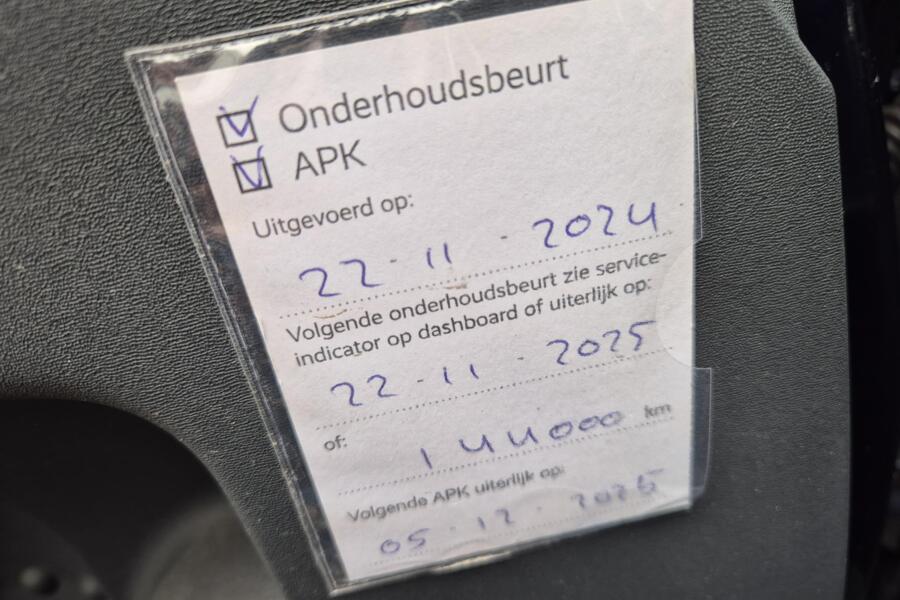 Onderhoudsbeurt
APK
Uitgevoerd op:
22 - 11 - 2024
Volgende onderhoudsbeurt zie service-
indicator op dashboard of uiterlijk op:
22 - 11 - 2025
of: 144000 km
Volgende APK uiterlijk op:
05 - 12 - 2025